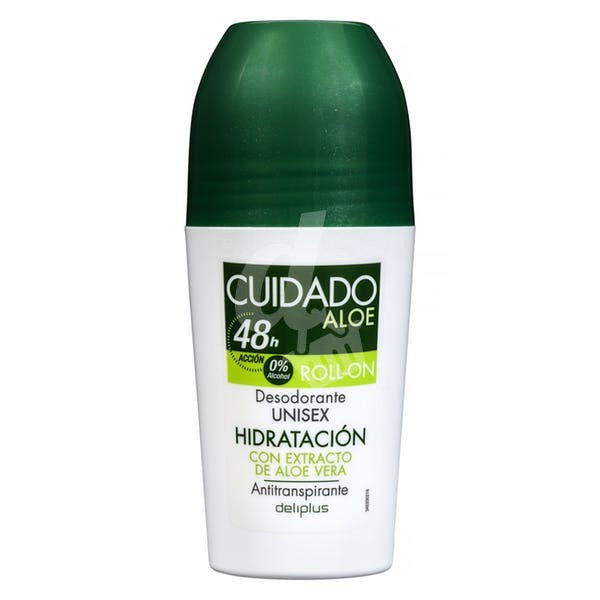 CUIDADO
ALOE
48h
ACCIÓN
0%
Alcohol
ROLL-ON
Desodorante
UNISEX
HIDRATACIÓN
CON EXTRACTO
DE ALOE VERA
Antitranspirante
deliplus